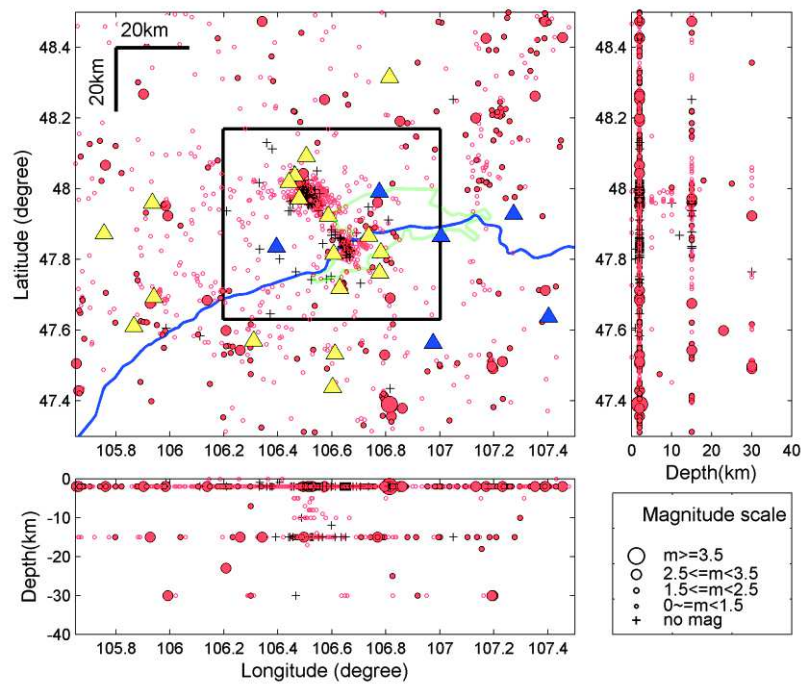 20km
20km
48.4
48.2
48
47.8
47.6
47.4
Latitude (degree)
105.8 106 106.2 106.4 106.6 106.8 107 107.2 107.4
48.4
48.2
48
47.8
47.6
47.4
0 10 20 30 40
Depth(km)
0
-10
-20
-30
-40
Depth(km)
105.8 106 106.2 106.4 106.6 106.8 107 107.2 107.4
Longitude (degree)
Magnitude scale
m>=3.5
2.5<=m<3.5
1.5<=m<2.5
0~=m<1.5
no mag